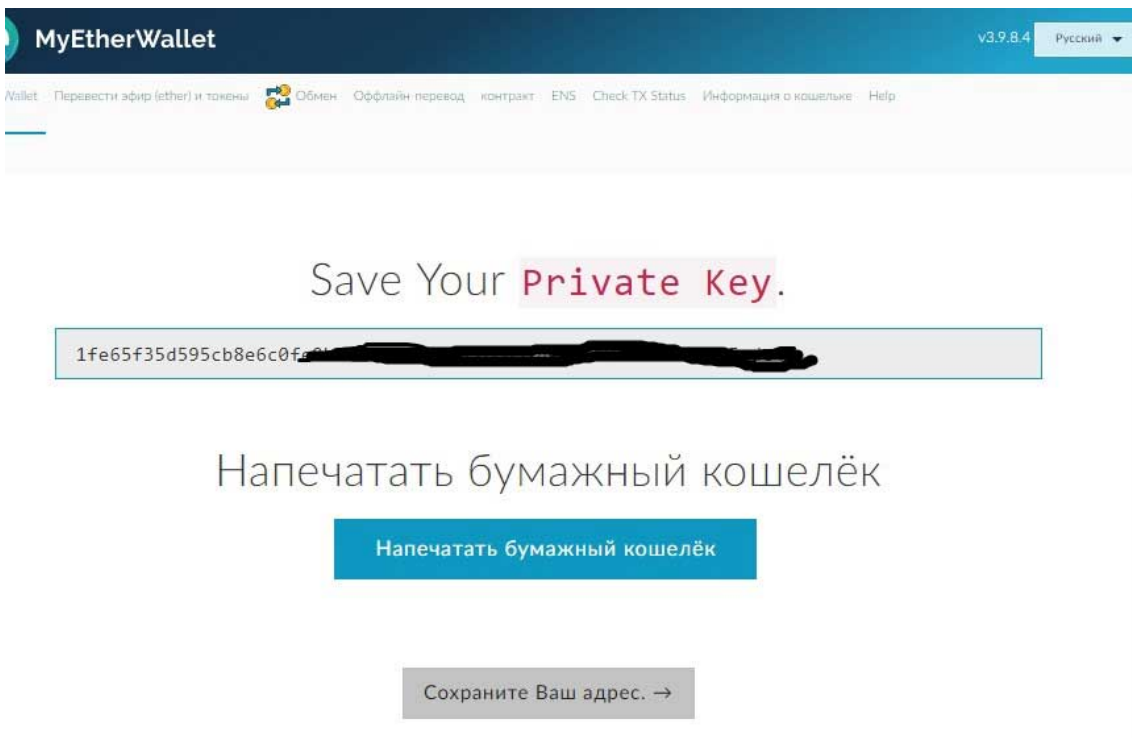 MyEtherWallet
v3.9.8.4
Русский
Wallet Перевести эфир (ether) и токены Обмен Оффлайн перевод контракт ENS Check TX Status Информация о кошельке Help
Save Your Private Key.
1fe65f35d595cb8e6c0f
Напечатать бумажный кошелёк
Напечатать бумажный кошелёк
Сохраните Ваш адрес. →